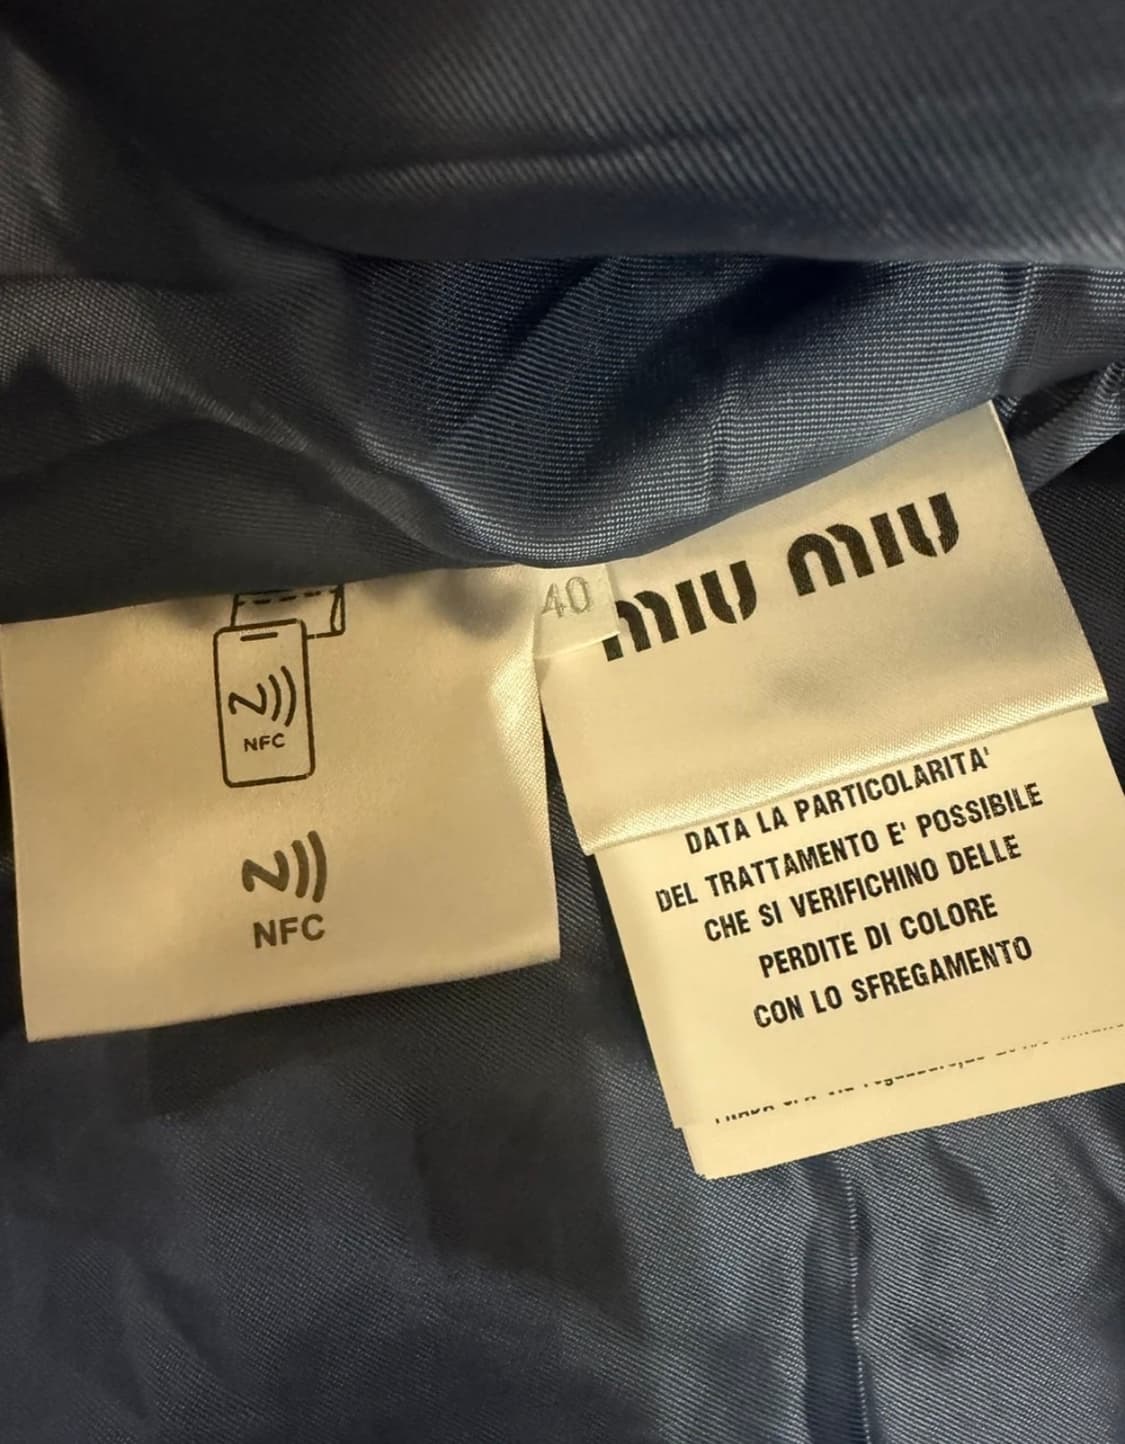 NFC
NFC
40
MIU MIU
DATA LA PARTICOLARITA'
DEL TRATTAMENTO E' POSSIBILE
CHE SI VERIFICHINO DELLE
PERDITE DI COLORE
CON LO SFREGAMENTO